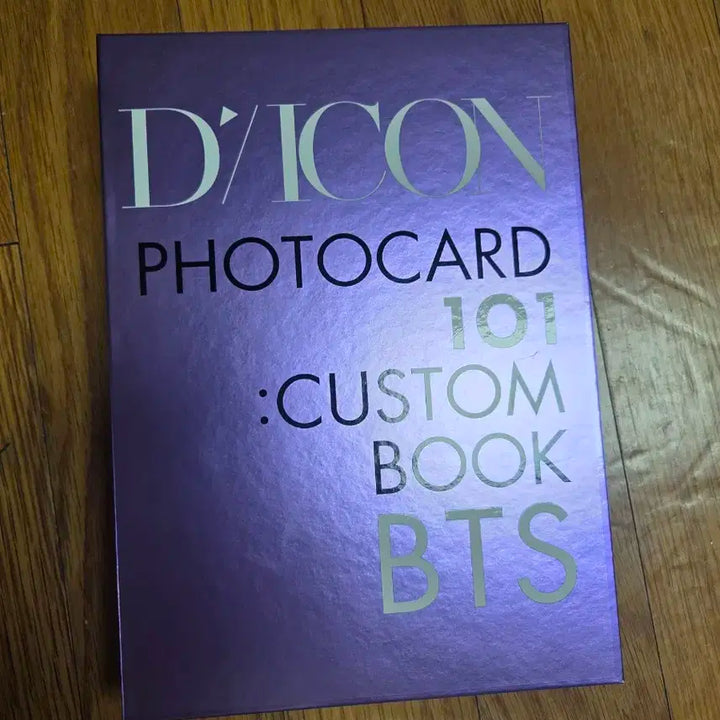 D'/ICON
PHOTOCARD
101
:CUSTOM
BOOK
BTS